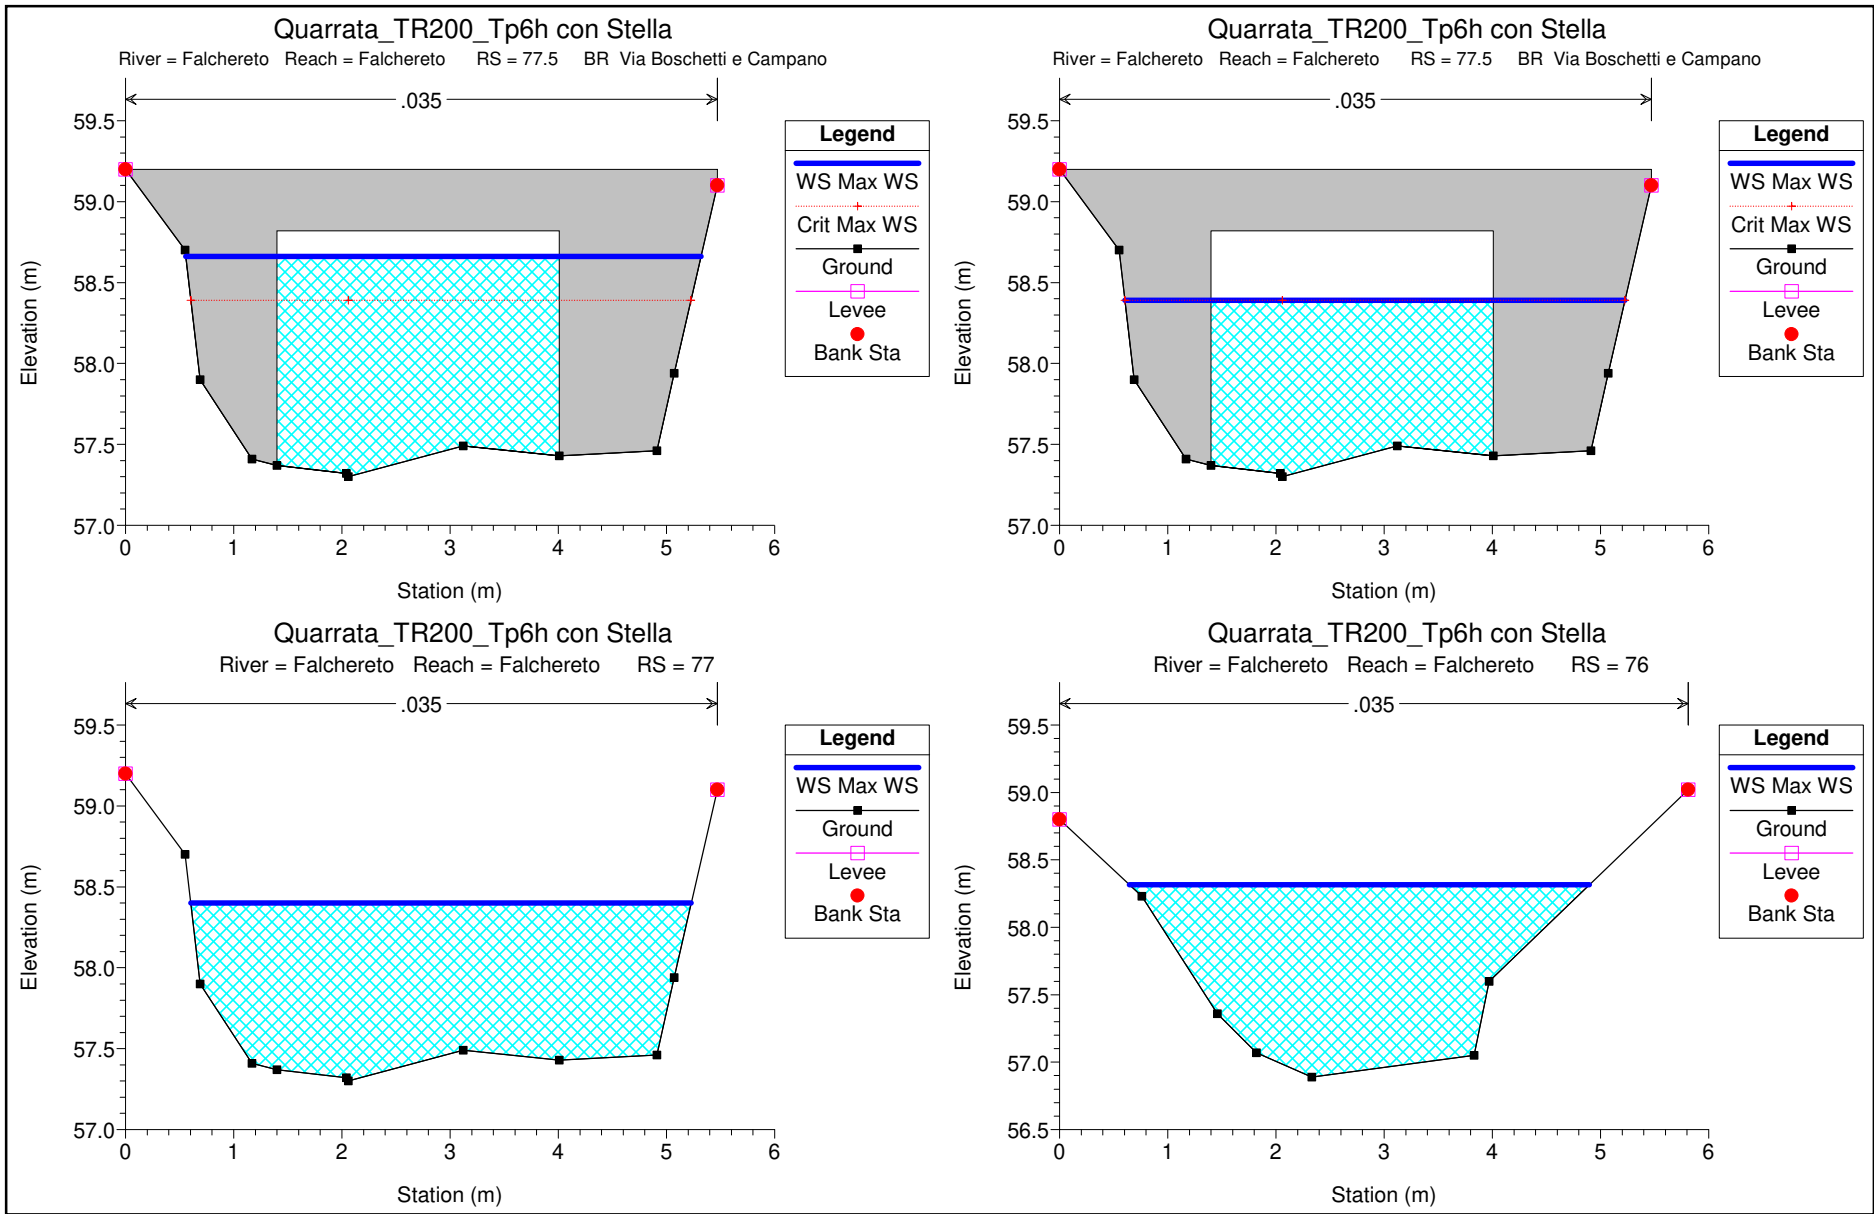 Quarrata_TR200_Tp6h con Stella
River = Falchereto Reach = Falchereto RS = 77.5 BR Via Boschetti e Campano
.035
59.5
59.0
58.5
58.0
57.5
57.0
Elevation (m)
0 1 2 3 4 5 6
Station (m)
Legend
WS Max WS
Crit Max WS
Ground
Levee
Bank Sta
Quarrata_TR200_Tp6h con Stella
River = Falchereto Reach = Falchereto RS = 77.5 BR Via Boschetti e Campano
.035
59.5
59.0
58.5
58.0
57.5
57.0
Elevation (m)
0 1 2 3 4 5 6
Station (m)
Legend
WS Max WS
Crit Max WS
Ground
Levee
Bank Sta
Quarrata_TR200_Tp6h con Stella
River = Falchereto Reach = Falchereto RS = 77
.035
59.5
59.0
58.5
58.0
57.5
57.0
Elevation (m)
0 1 2 3 4 5 6
Station (m)
Legend
WS Max WS
Ground
Levee
Bank Sta
Quarrata_TR200_Tp6h con Stella
River = Falchereto Reach = Falchereto RS = 76
.035
59.5
59.0
58.5
58.0
57.5
57.0
56.5
Elevation (m)
0 1 2 3 4 5 6
Station (m)
Legend
WS Max WS
Ground
Levee
Bank Sta